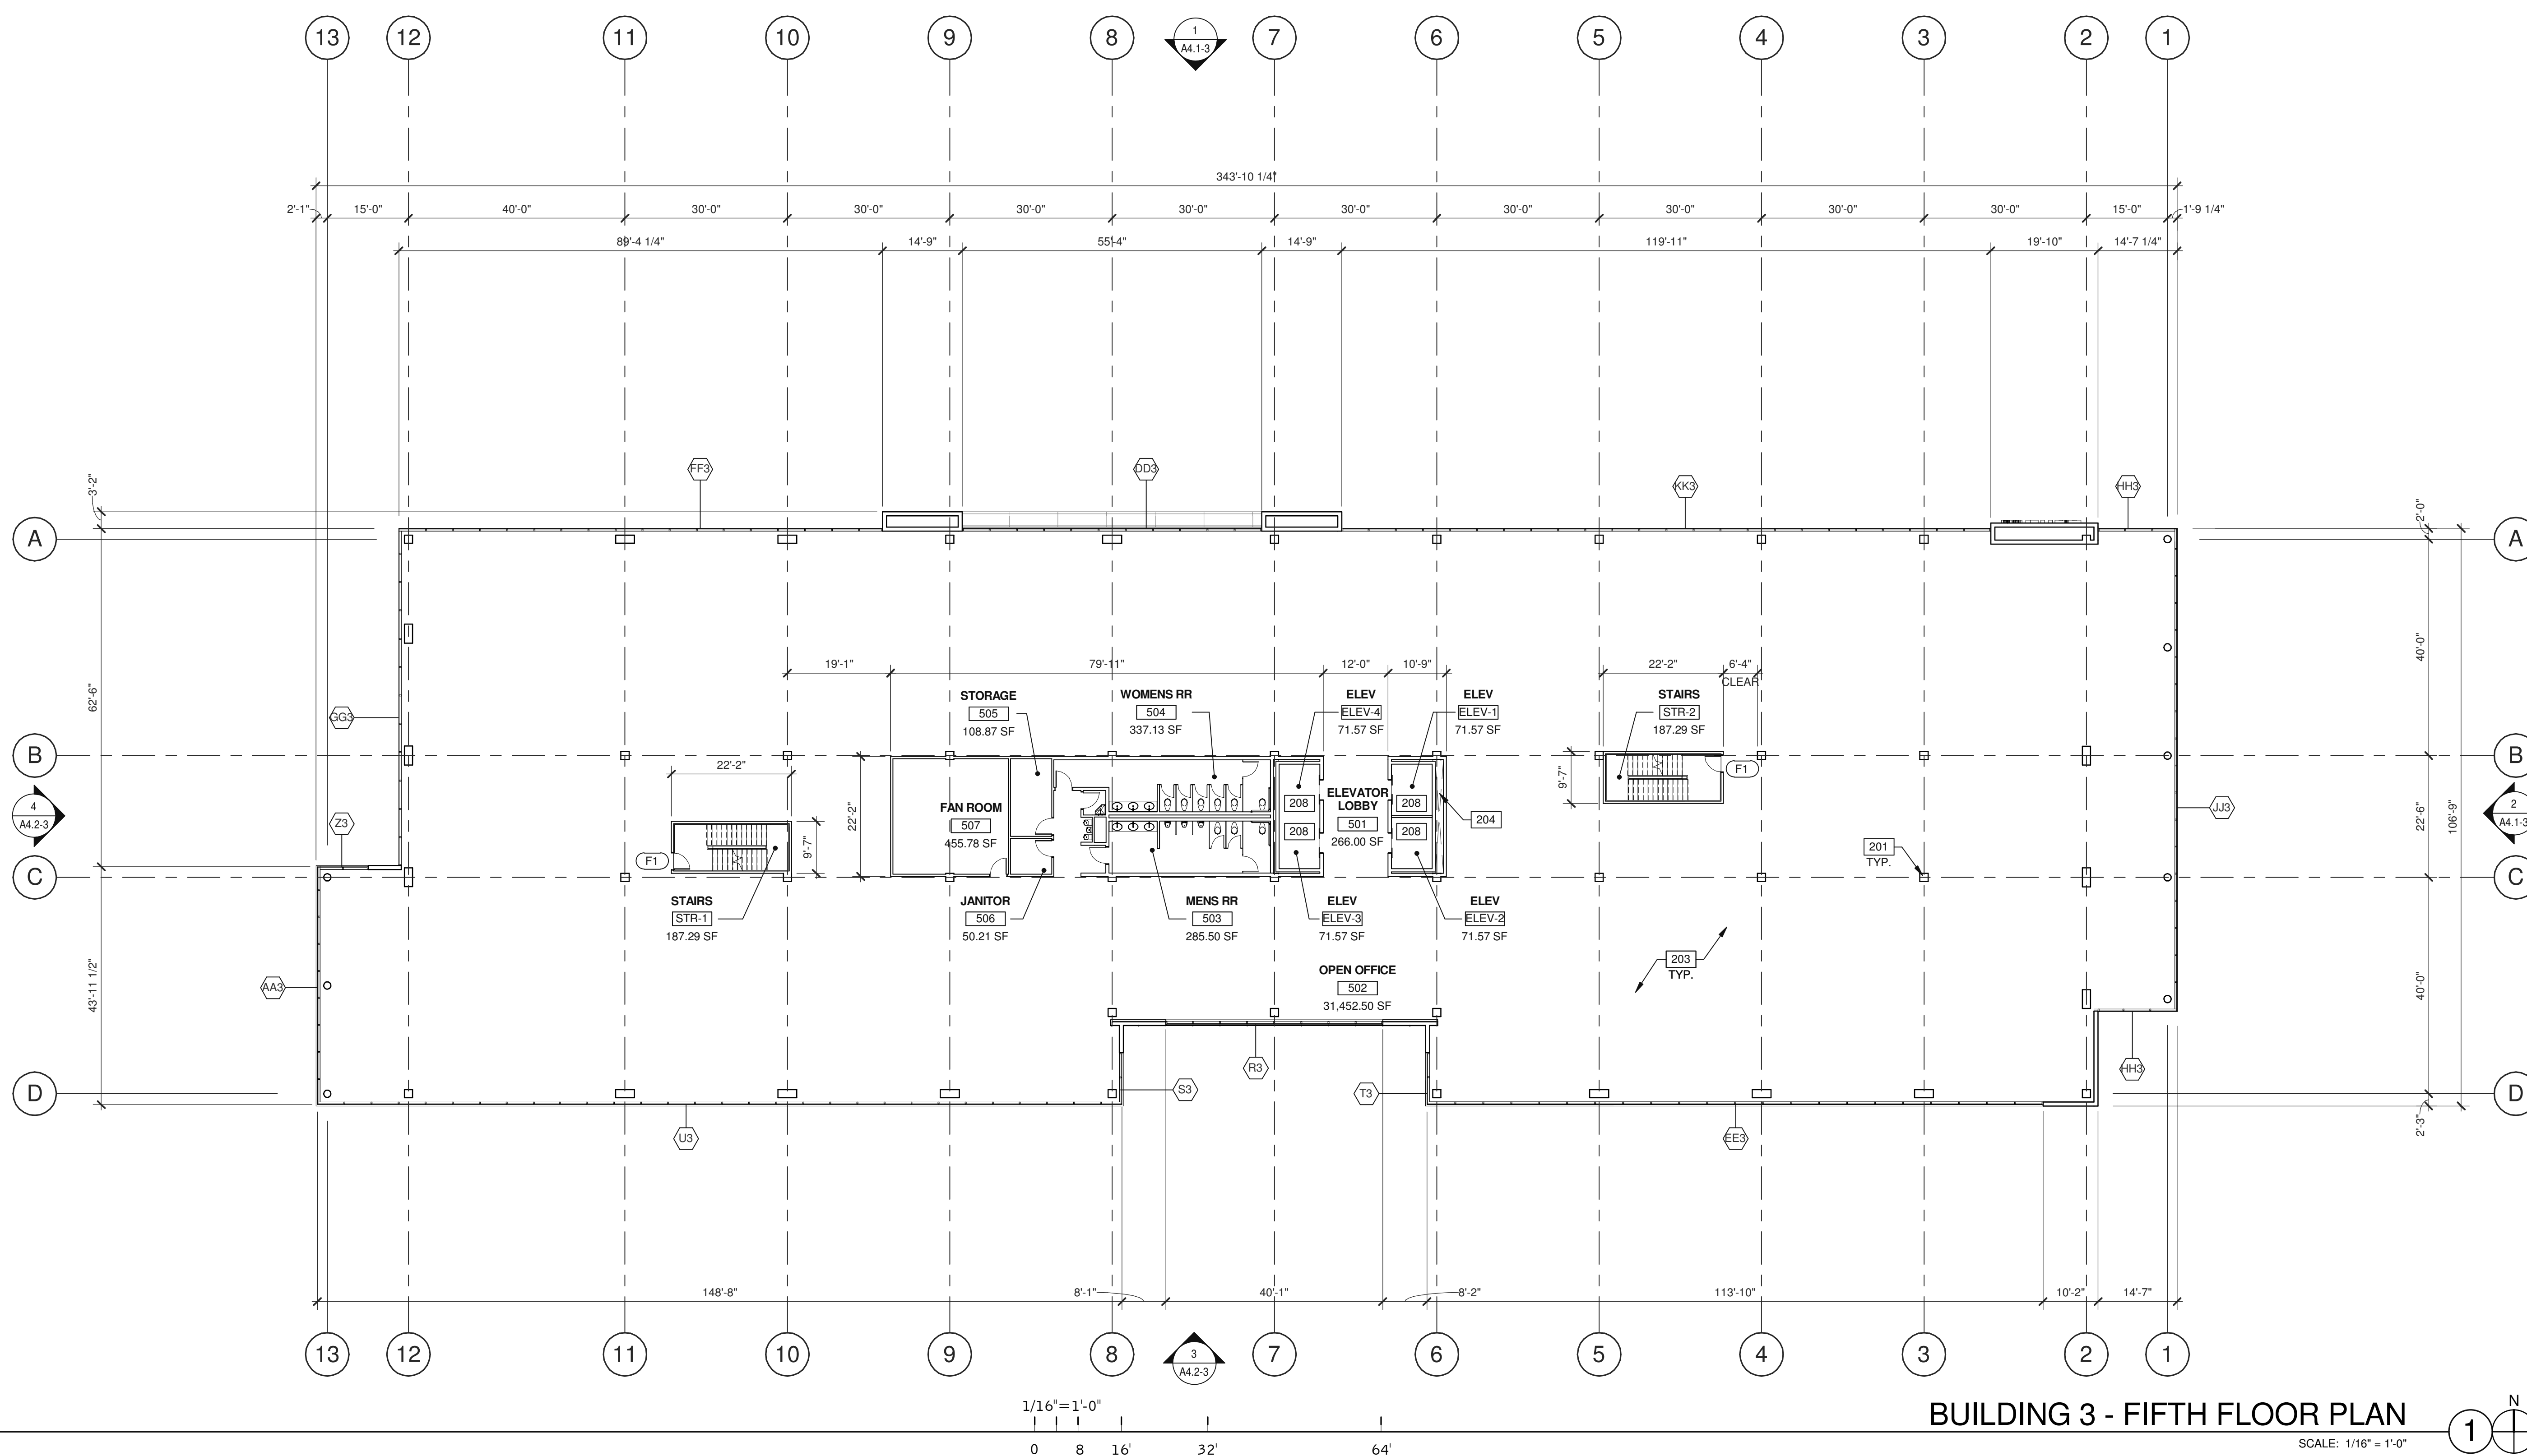 13 12 11 10 9 8 7 6 5 4 3 2 1
1
A4.1-3
343'-10 1/4"
2'-1" 15'-0" 40'-0" 30'-0" 30'-0" 30'-0" 30'-0" 30'-0" 30'-0" 30'-0" 30'-0" 30'-0" 15'-0" 1'-9 1/4"
89'-4 1/4" 14'-9" 55'-4" 14'-9" 119'-11" 19'-10" 14'-7 1/4"
FF3 DD3 KK3 HH3
3'-2" 2'-0"
A A
40'-0"
62'-6"
19'-1" 79'-11" 12'-0" 10'-9" 22'-2" 6'-4"
CLEAR
STORAGE WOMENS RR ELEV ELEV STAIRS
505 504 ELEV-4 ELEV-1 STR-2
108.87 SF 337.13 SF 71.57 SF 71.57 SF 187.29 SF
GG3
B B
22'-2" F1
9'-7"
4
A4.2-3
Z3
22'-2"
FAN ROOM
507
455.78 SF
208 208
208 208
ELEVATOR
LOBBY
501
266.00 SF
204
JJ3
22'-6"
106'-9"
2
A4.1-3
F1
9'-7"
201
TYP.
C C
STAIRS JANITOR MENS RR ELEV ELEV
STR-1 506 503 ELEV-3 ELEV-2
187.29 SF 50.21 SF 285.50 SF 71.57 SF 71.57 SF
203
TYP.
OPEN OFFICE
502
31,452.50 SF
AA3
43'-11 1/2"
40'-0"
R3
HH3
S3 T3
D D
2'-3"
U3 EE3
148'-8" 8'-1" 40'-1" 8'-2" 113'-10" 10'-2" 14'-7"
13 12 11 10 9 8 7 6 5 4 3 2 1
3
A4.2-3
1/16"=1'-0"
0 8 16' 32' 64'
BUILDING 3 - FIFTH FLOOR PLAN
SCALE: 1/16" = 1'-0"
1
N